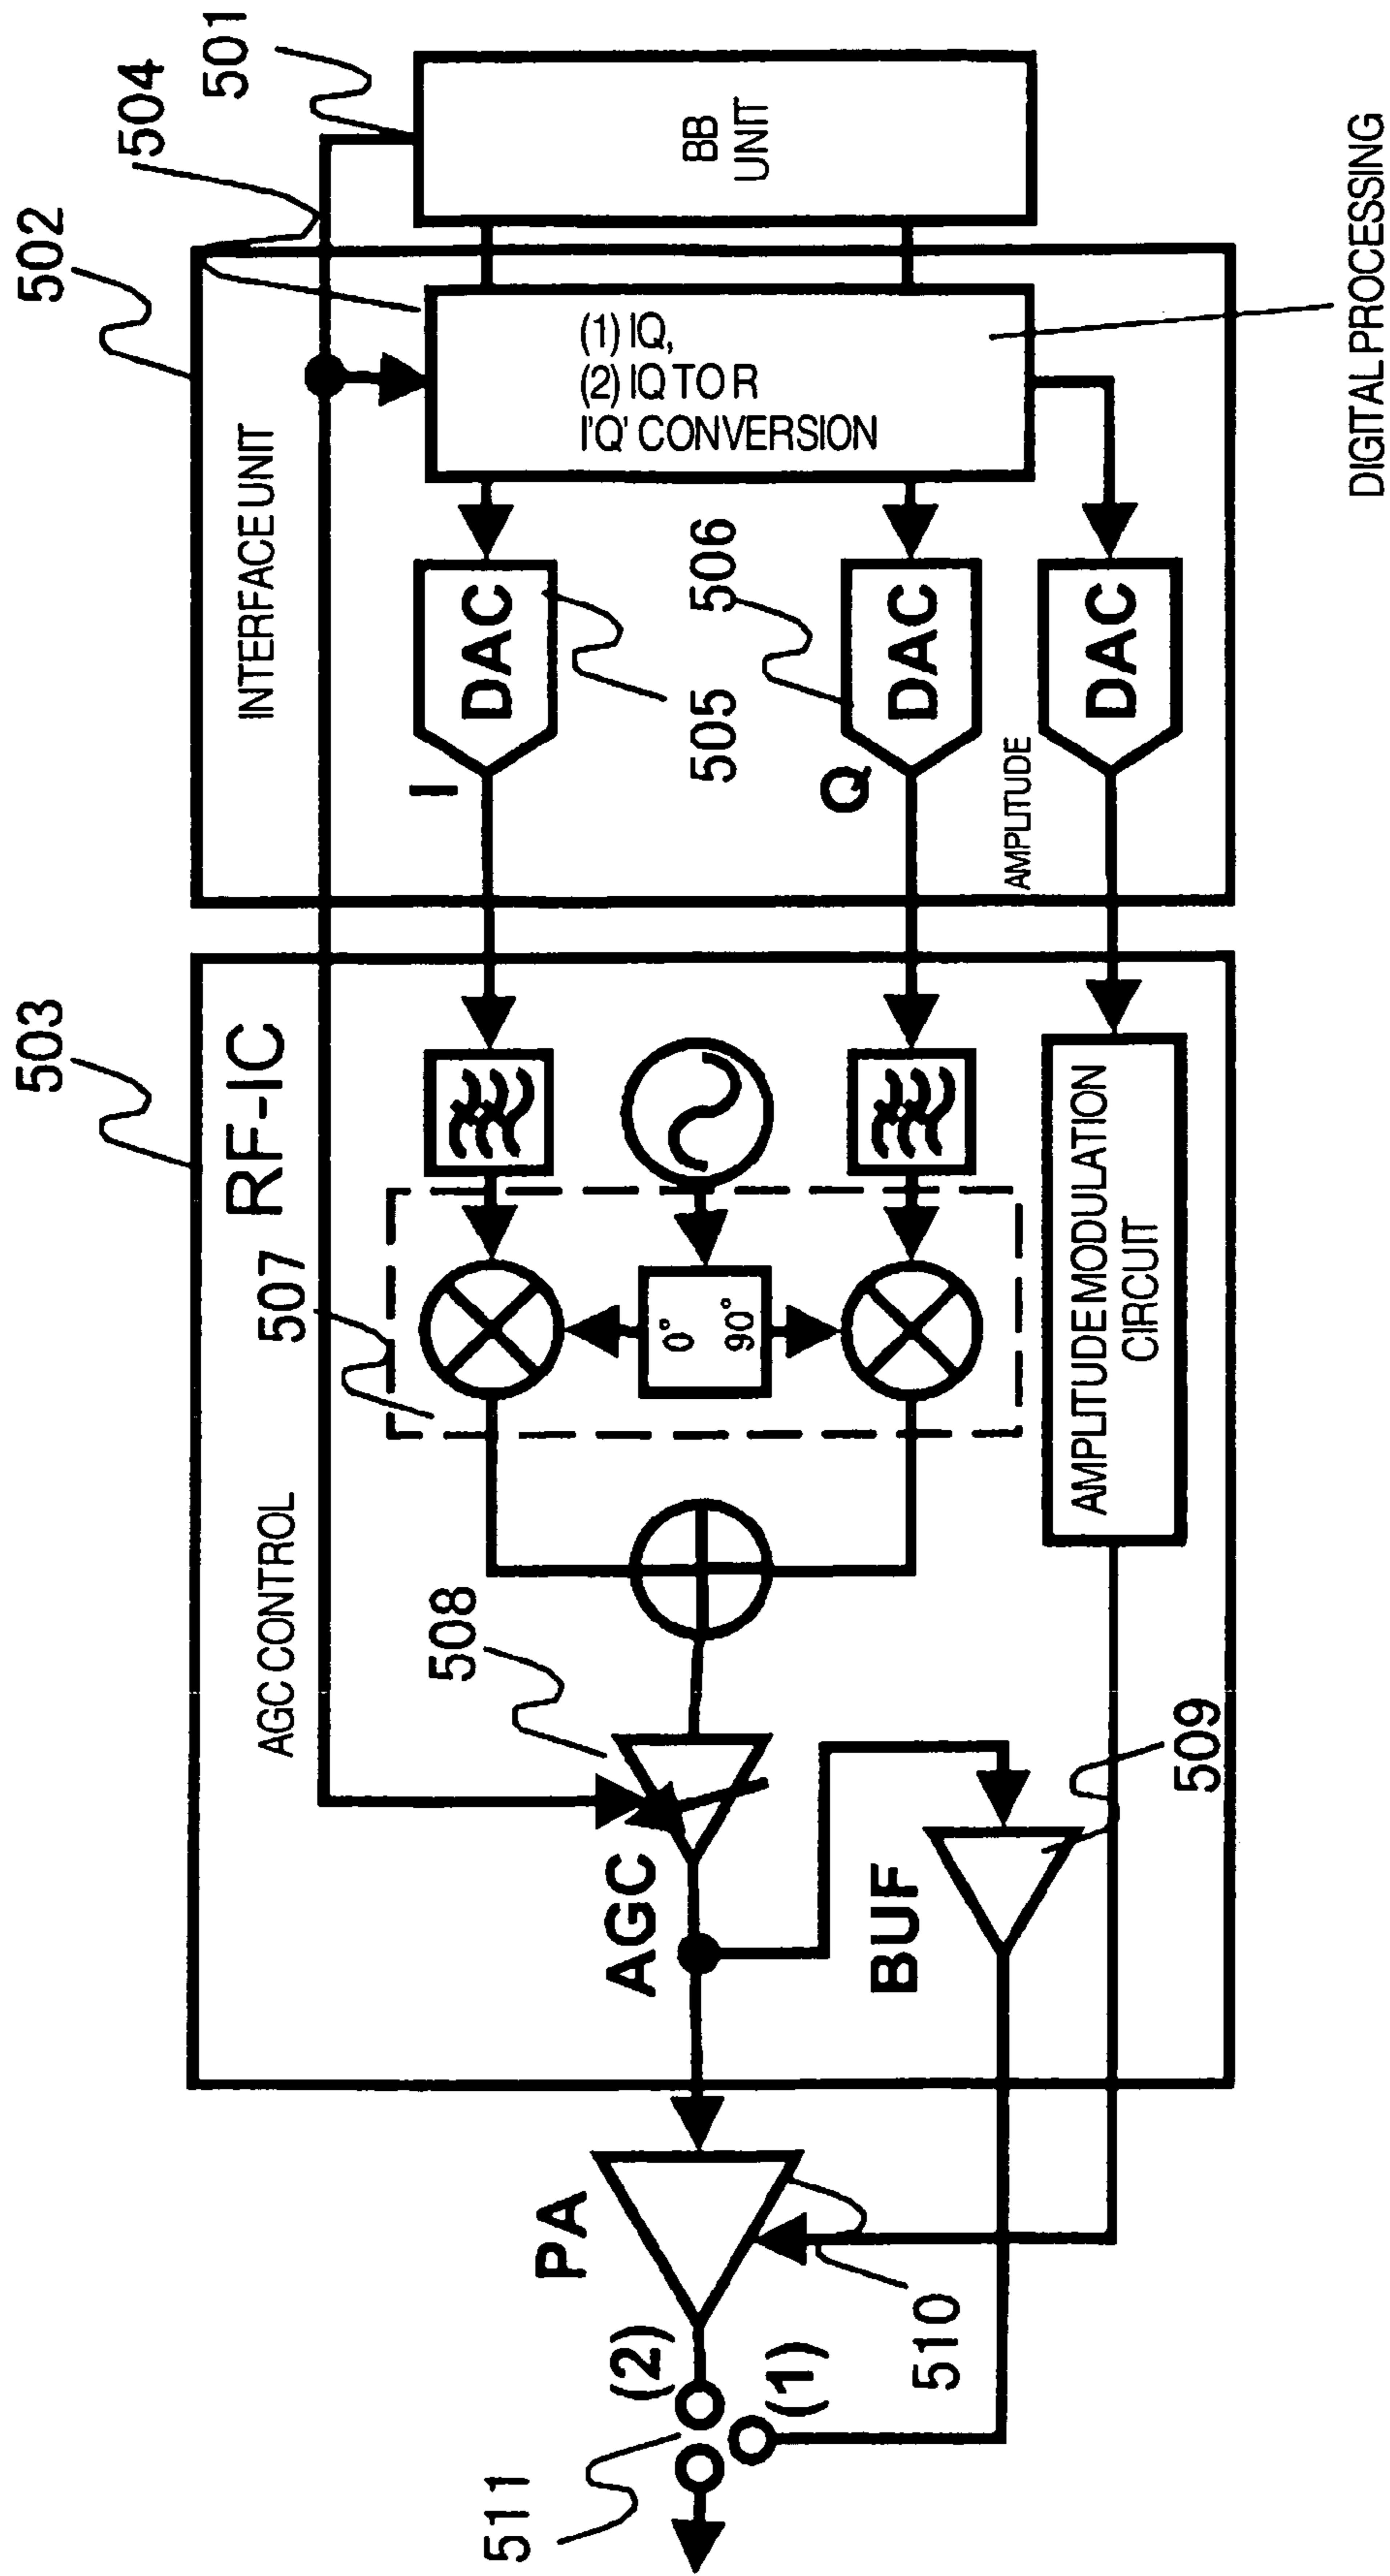 501
504
502
503
BB
UNIT
INTERFACE UNIT
(1) IQ,
(2) IQ TO R
I'Q' CONVERSION
DIGITAL PROCESSING
DAC
505
I
506
DAC
Q
DAC
AMPLITUDE
RF-IC
507
0°
90°
AMPLITUDE MODULATION
CIRCUIT
AGC CONTROL
508
AGC
BUF
509
PA
510
(2)
(1)
511